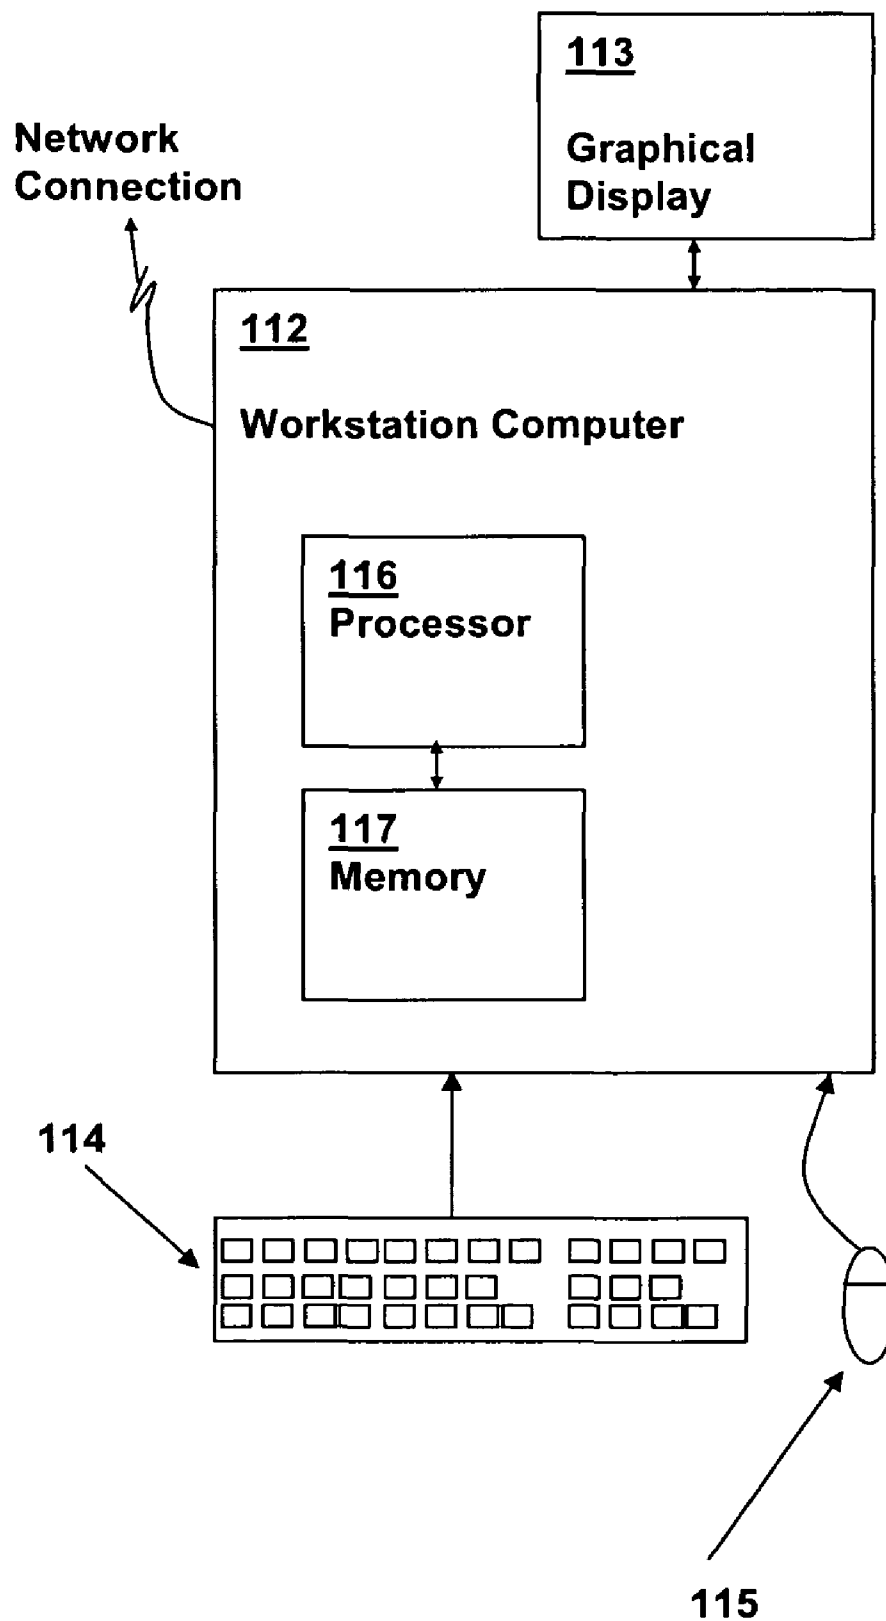 113
Graphical
Display
Network
Connection
112
Workstation Computer
116
Processor
117
Memory
114
115